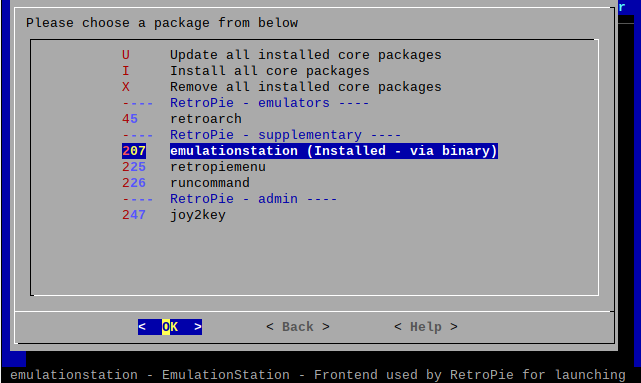 r
Please choose a package from below
U Update all installed core packages
I Install all core packages
X Remove all installed core packages
---- RetroPie - emulators ----
45 retroarch
---- RetroPie - supplementary ----
207 emulationstation (Installed - via binary)
225 retropiemenu
226 runcommand
---- RetroPie - admin ----
247 joy2key
< OK > < Back > < Help >
emulationstation - EmulationStation - Frontend used by RetroPie for launching